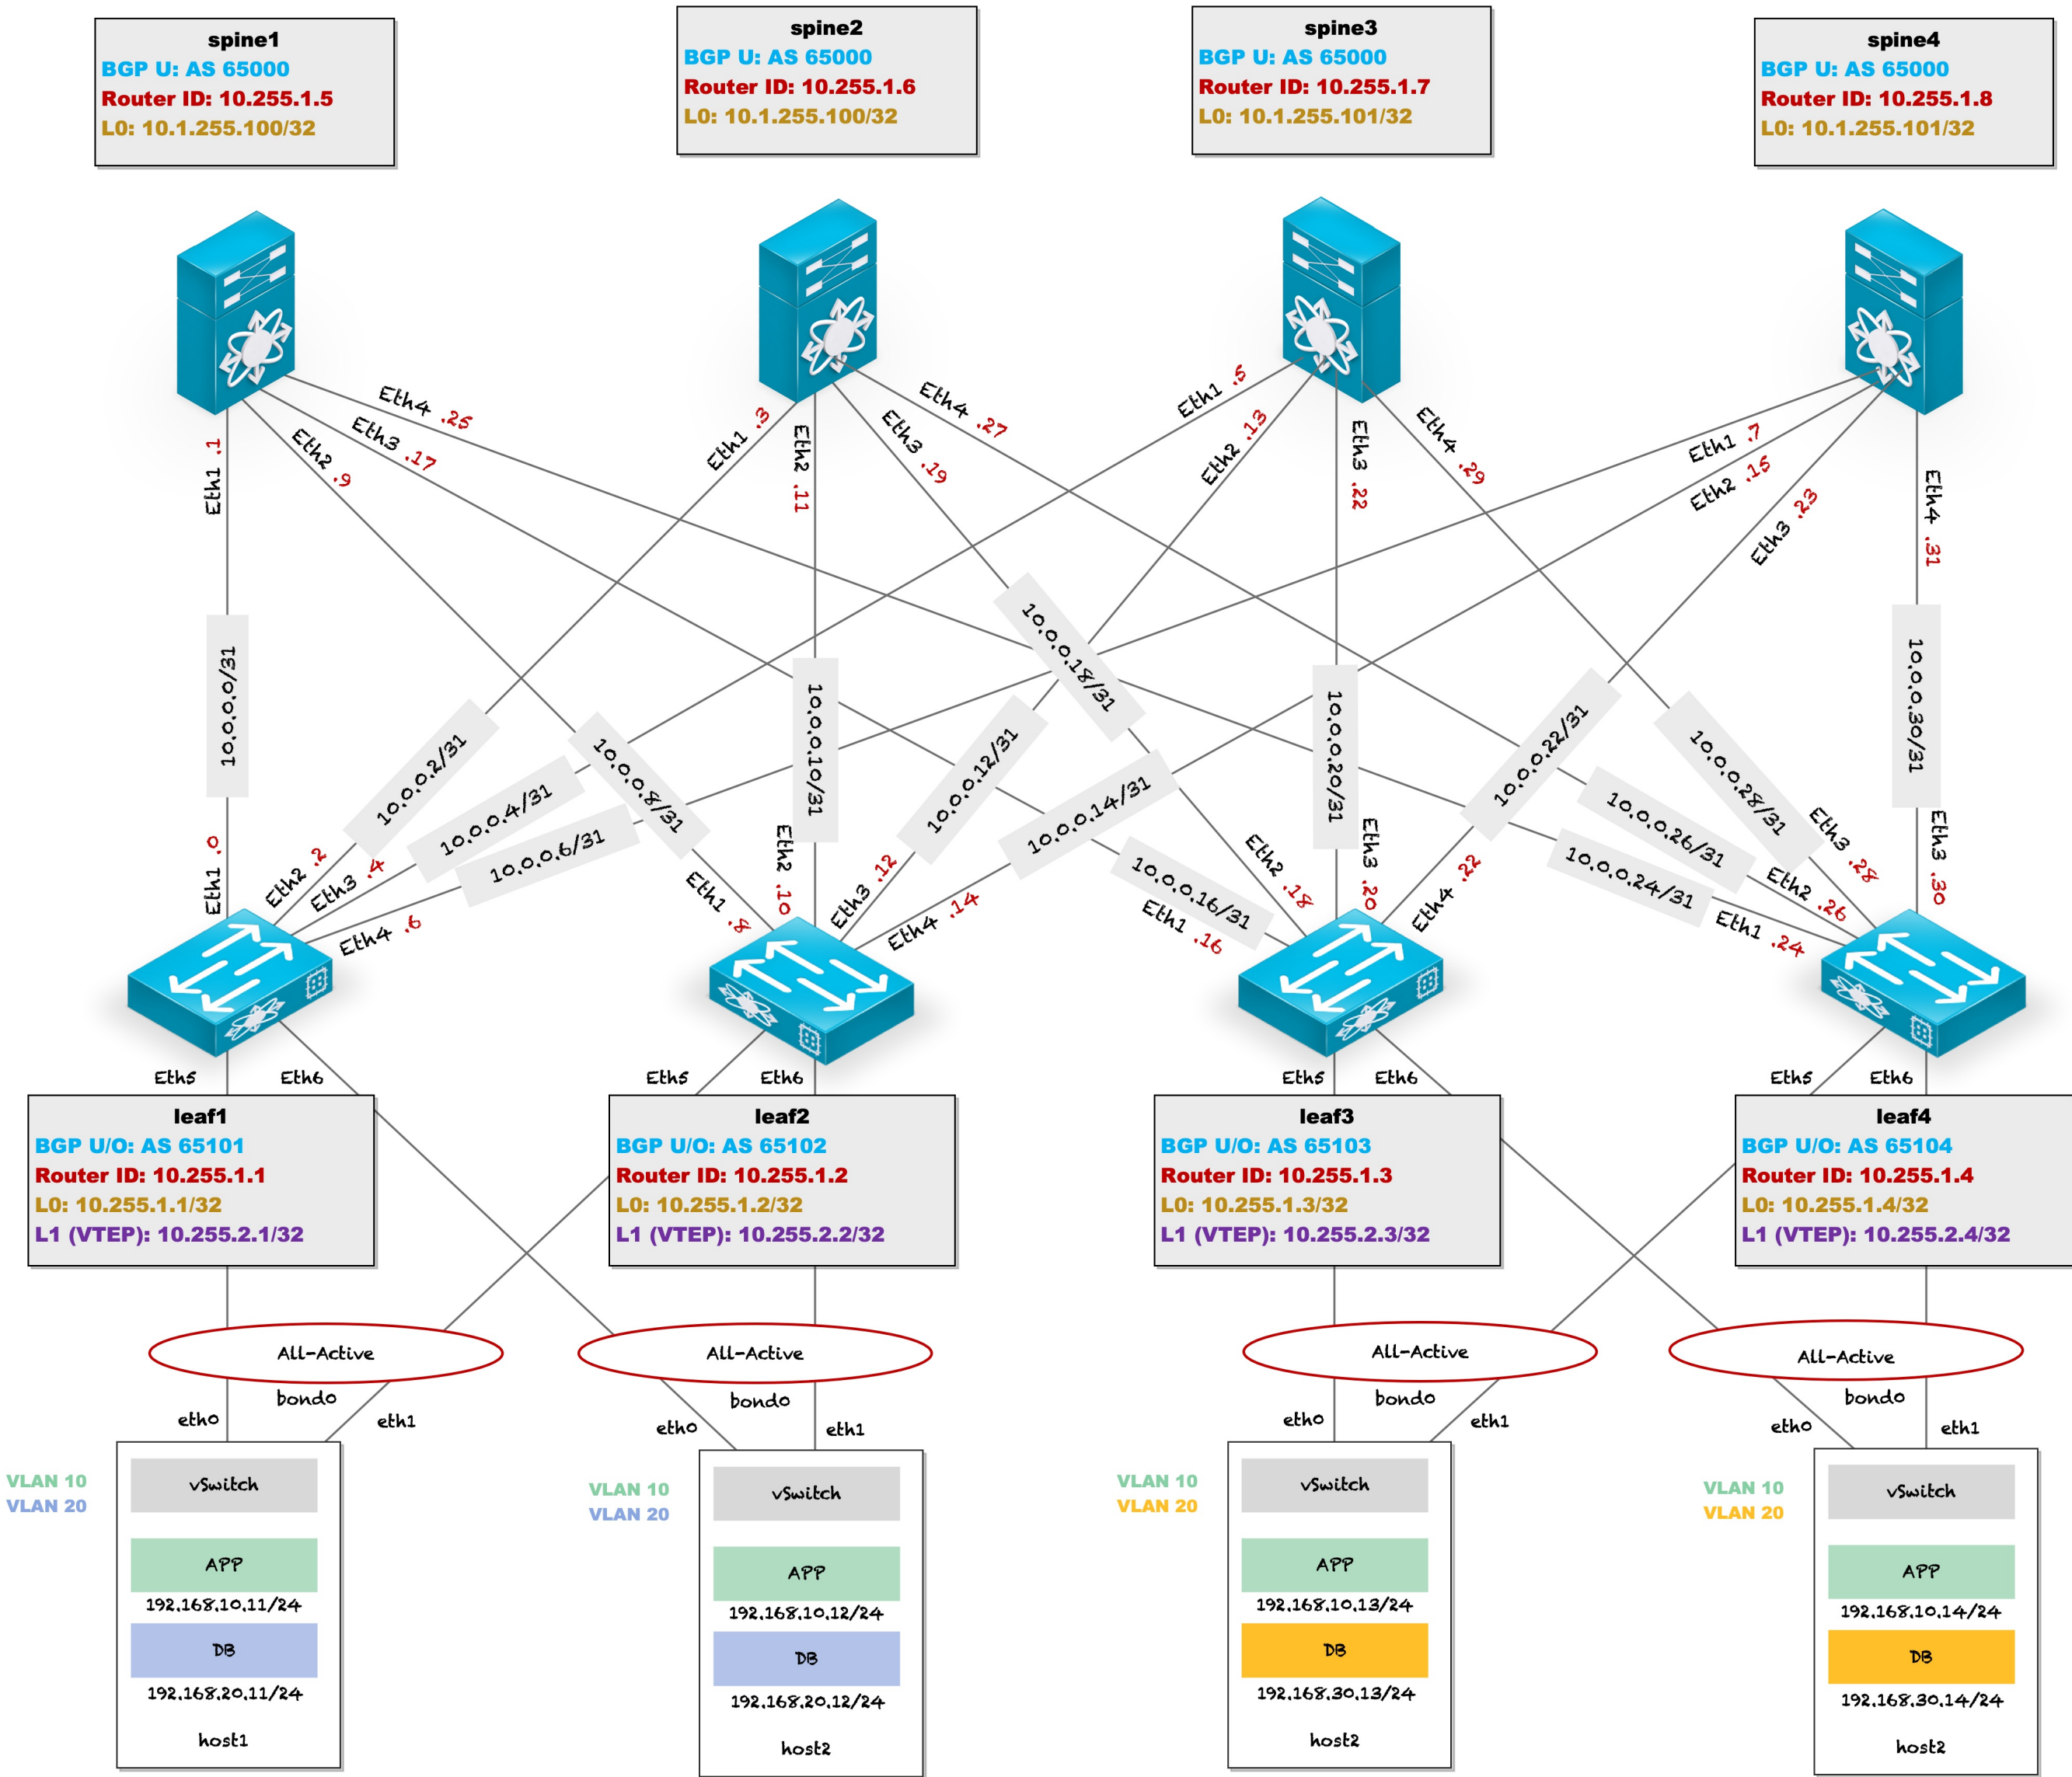 spine1
BGP U: AS 65000
Router ID: 10.255.1.5
L0: 10.1.255.100/32
spine2
BGP U: AS 65000
Router ID: 10.255.1.6
L0: 10.1.255.100/32
spine3
BGP U: AS 65000
Router ID: 10.255.1.7
L0: 10.1.255.101/32
spine4
BGP U: AS 65000
Router ID: 10.255.1.8
L0: 10.1.255.101/32
Eth1 .1
Eth2 .9
Eth3 .17
Eth4 .25
Eth1 .3
Eth2 .11
Eth3 .19
Eth4 .27
Eth1 .5
Eth2 .13
Eth3 .22
Eth4 .29
Eth1 .7
Eth2 .15
Eth3 .23
Eth4 .31
10.0.0.0/31
10.0.0.2/31
10.0.0.4/31
10.0.0.6/31
10.0.0.8/31
10.0.0.10/31
10.0.0.12/31
10.0.0.14/31
10.0.0.16/31
10.0.0.18/31
10.0.0.20/31
10.0.0.22/31
10.0.0.24/31
10.0.0.26/31
10.0.0.28/31
10.0.0.30/31
Eth1 0.
Eth2 .2
Eth3 .4
Eth4 .6
Eth1 .8
Eth2 .10
Eth3 .12
Eth4 .14
Eth1 .16
Eth2 .18
Eth3 .20
Eth4 .22
Eth1 .24
Eth2 .26
Eth3 .28
Eth3 .30
Eth5
Eth6
Eth5
Eth6
Eth5
Eth6
Eth5
Eth6
leaf1
BGP U/O: AS 65101
Router ID: 10.255.1.1
L0: 10.255.1.1/32
L1 (VTEP): 10.255.2.1/32
leaf2
BGP U/O: AS 65102
Router ID: 10.255.1.2
L0: 10.255.1.2/32
L1 (VTEP): 10.255.2.2/32
leaf3
BGP U/O: AS 65103
Router ID: 10.255.1.3
L0: 10.255.1.3/32
L1 (VTEP): 10.255.2.3/32
leaf4
BGP U/O: AS 65104
Router ID: 10.255.1.4
L0: 10.255.1.4/32
L1 (VTEP): 10.255.2.4/32
All-Active
bond0
eth0
eth1
All-Active
bond0
eth0
eth1
All-Active
bond0
eth0
eth1
All-Active
bond0
eth0
eth1
VLAN 10
VLAN 20
vSwitch
APP
192.168.10.11/24
DB
192.168.20.11/24
host1
VLAN 10
VLAN 20
vSwitch
APP
192.168.10.12/24
DB
192.168.20.12/24
host2
VLAN 10
VLAN 20
vSwitch
APP
192.168.10.13/24
DB
192.168.30.13/24
host2
VLAN 10
VLAN 20
vSwitch
APP
192.168.10.14/24
DB
192.168.30.14/24
host2